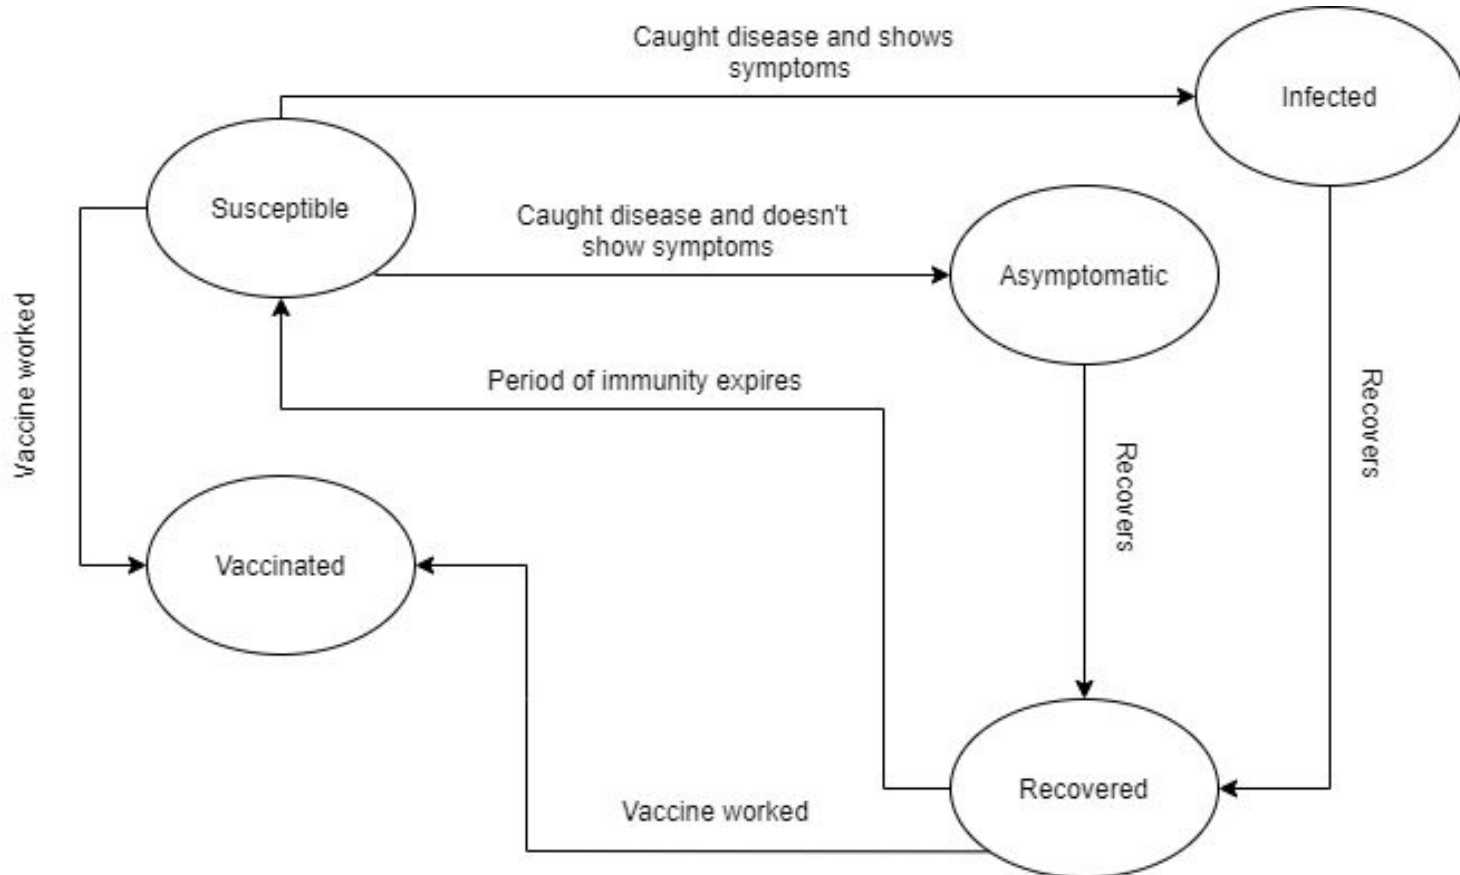 Caught disease and shows
symptoms
Infected
Susceptible
Caught disease and doesn't
show symptoms
Asymptomatic
Vaccine worked
Period of immunity expires
Recovers
Recovers
Vaccinated
Recovered
Vaccine worked